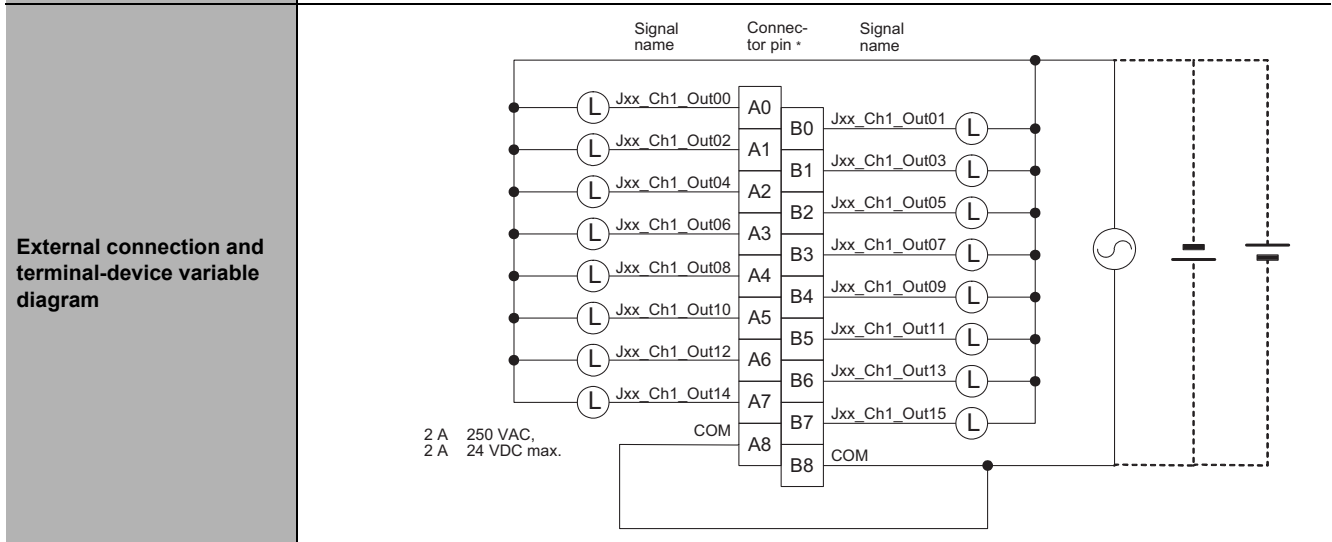 External connection and
terminal-device variable
diagram
Signal
name
Connec-
tor pin *
Signal
name
L
Jxx_Ch1_Out00
A0
B0
Jxx_Ch1_Out01
L
L
Jxx_Ch1_Out02
A1
B1
Jxx_Ch1_Out03
L
L
Jxx_Ch1_Out04
A2
B2
Jxx_Ch1_Out05
L
L
Jxx_Ch1_Out06
A3
B3
Jxx_Ch1_Out07
L
L
Jxx_Ch1_Out08
A4
B4
Jxx_Ch1_Out09
L
L
Jxx_Ch1_Out10
A5
B5
Jxx_Ch1_Out11
L
L
Jxx_Ch1_Out12
A6
B6
Jxx_Ch1_Out13
L
L
Jxx_Ch1_Out14
A7
B7
Jxx_Ch1_Out15
L
COM
A8
B8
COM
2 A 250 VAC,
2 A 24 VDC max.